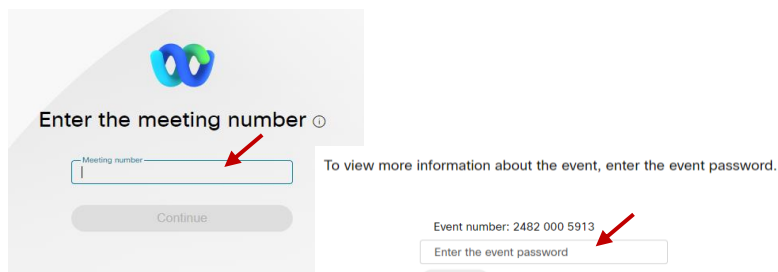 Enter the meeting number
Meeting number
Continue
To view more information about the event, enter the event password.
Event number: 2482 000 5913
Enter the event password